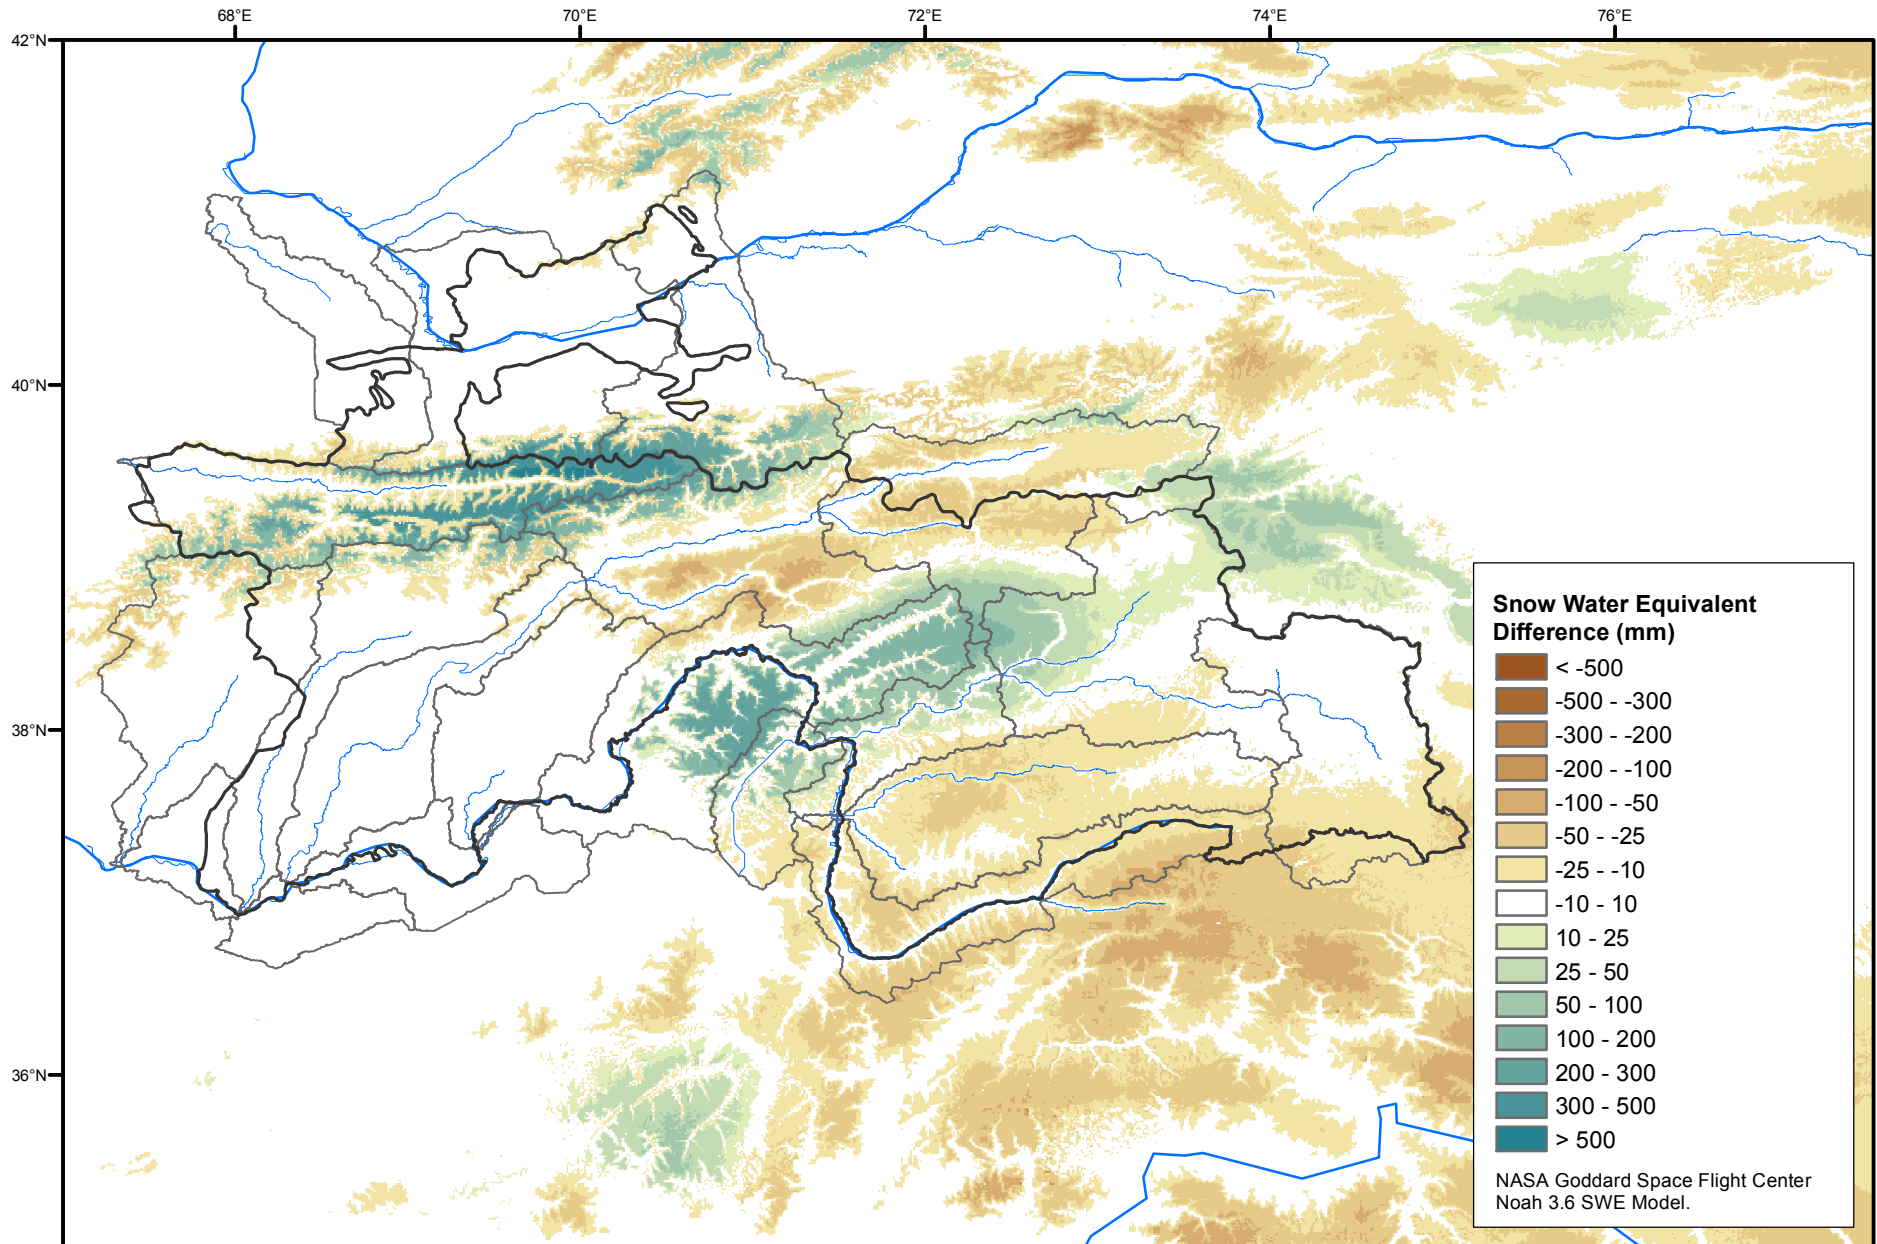 68°E 70°E 72°E 74°E 76°E
42°N
40°N
38°N
36°N
Snow Water Equivalent
Difference (mm)
< -500
-500 - -300
-300 - -200
-200 - -100
-100 - -50
-50 - -25
-25 - -10
-10 - 10
10 - 25
25 - 50
50 - 100
100 - 200
200 - 300
300 - 500
> 500
NASA Goddard Space Flight Center
Noah 3.6 SWE Model.